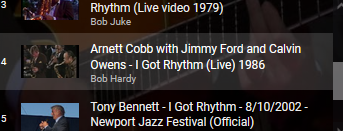 3
Rhythm (Live video 1979)
Bob Juke
4
Arnett Cobb with Jimmy Ford and Calvin
Owens - I Got Rhythm (Live) 1986
Bob Hardy
5
Tony Bennett - I Got Rhythm - 8/10/2002 -
Newport Jazz Festival (Official)